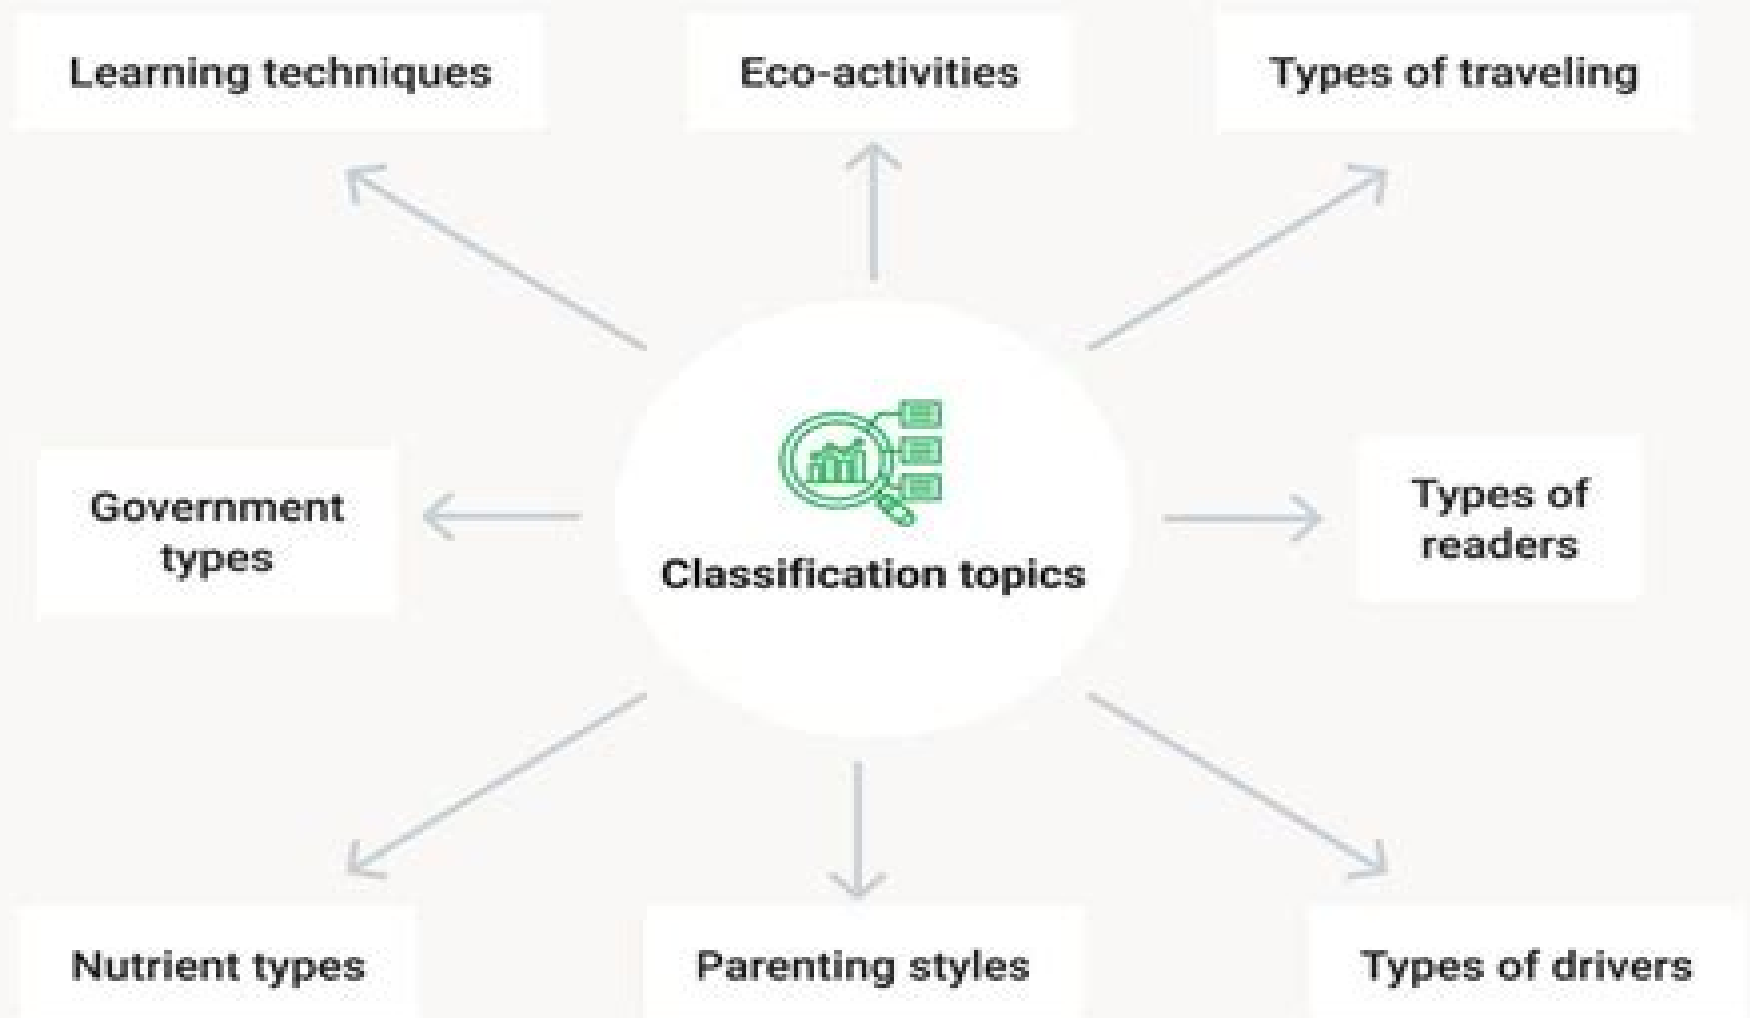 Learning techniques
Eco-activities
Types of traveling
Government
types
Classification topics
Types of
readers
Nutrient types
Parenting styles
Types of drivers